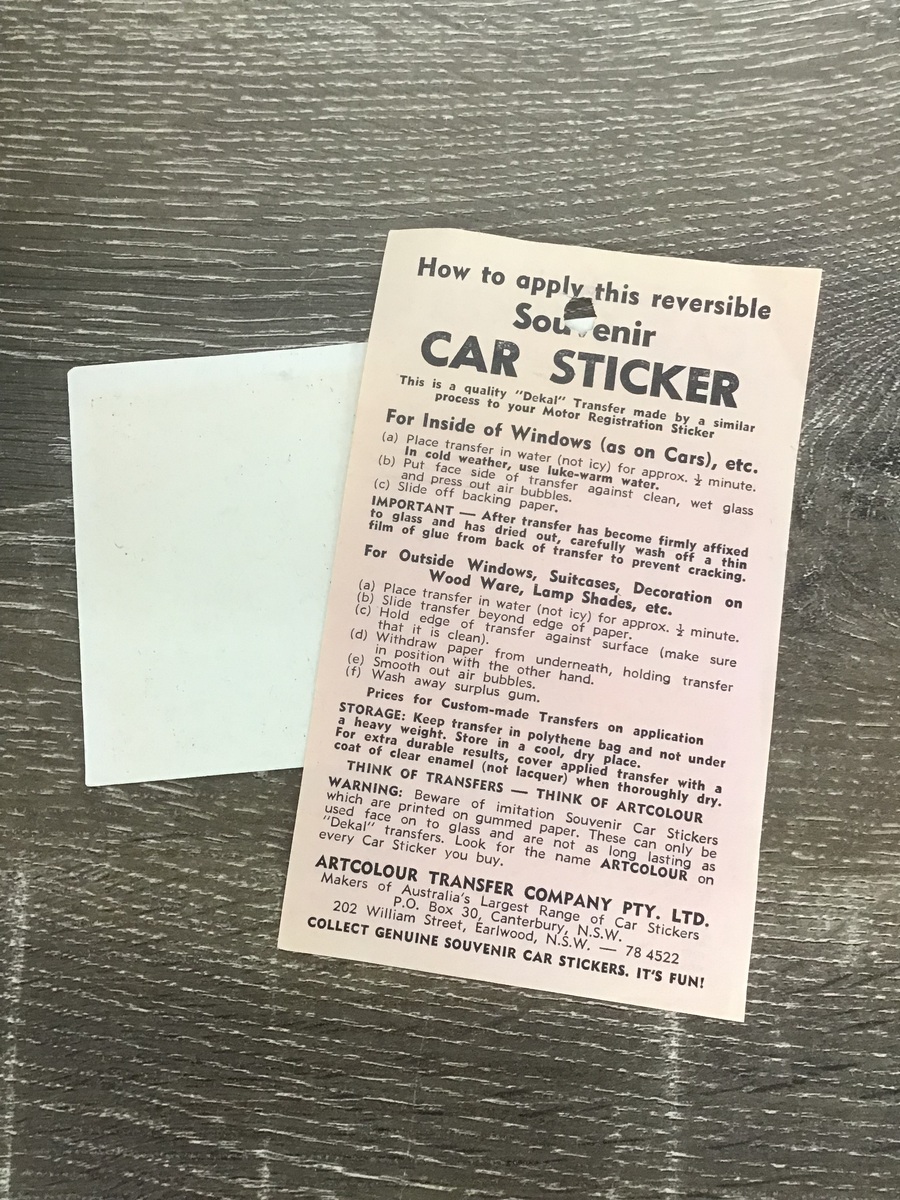 How to apply this reversible
Souvenir
CAR STICKER
This is a quality "Dekal" Transfer made by a similar
process to your Motor Registration Sticker
For Inside of Windows (as on Cars), etc.
(a) Place transfer in water (not icy) for approx. ½ minute.
In cold weather, use luke-warm water.
(b) Put face side of transfer against clean, wet glass
and press out air bubbles.
(c) Slide off backing paper.
IMPORTANT — After transfer has become firmly affixed
to glass and has dried out, carefully wash off a thin
film of glue from back of transfer to prevent cracking.
For Outside Windows, Suitcases, Decoration on
Wood Ware, Lamp Shades, etc.
(a) Place transfer in water (not icy) for approx. ½ minute.
(b) Slide transfer beyond edge of paper.
(c) Hold edge of transfer against surface (make sure
that it is clean).
(d) Withdraw paper from underneath, holding transfer
in position with the other hand.
(e) Smooth out air bubbles.
(f) Wash away surplus gum.
Prices for Custom-made Transfers on application
STORAGE: Keep transfer in polythene bag and not under
a heavy weight. Store in a cool, dry place.
For extra durable results, cover applied transfer with a
coat of clear enamel (not lacquer) when thoroughly dry.
THINK OF TRANSFERS — THINK OF ARTCOLOUR
WARNING: Beware of imitation Souvenir Car Stickers
which are printed on gummed paper. These can only be
used face on to glass and are not as long lasting as
"Dekal" transfers. Look for the name ARTCOLOUR on
every Car Sticker you buy.
ARTCOLOUR TRANSFER COMPANY PTY. LTD.
Makers of Australia's Largest Range of Car Stickers
P.O. Box 30, Canterbury, N.S.W.
202 William Street, Earlwood, N.S.W. — 78 4522
COLLECT GENUINE SOUVENIR CAR STICKERS. IT'S FUN!